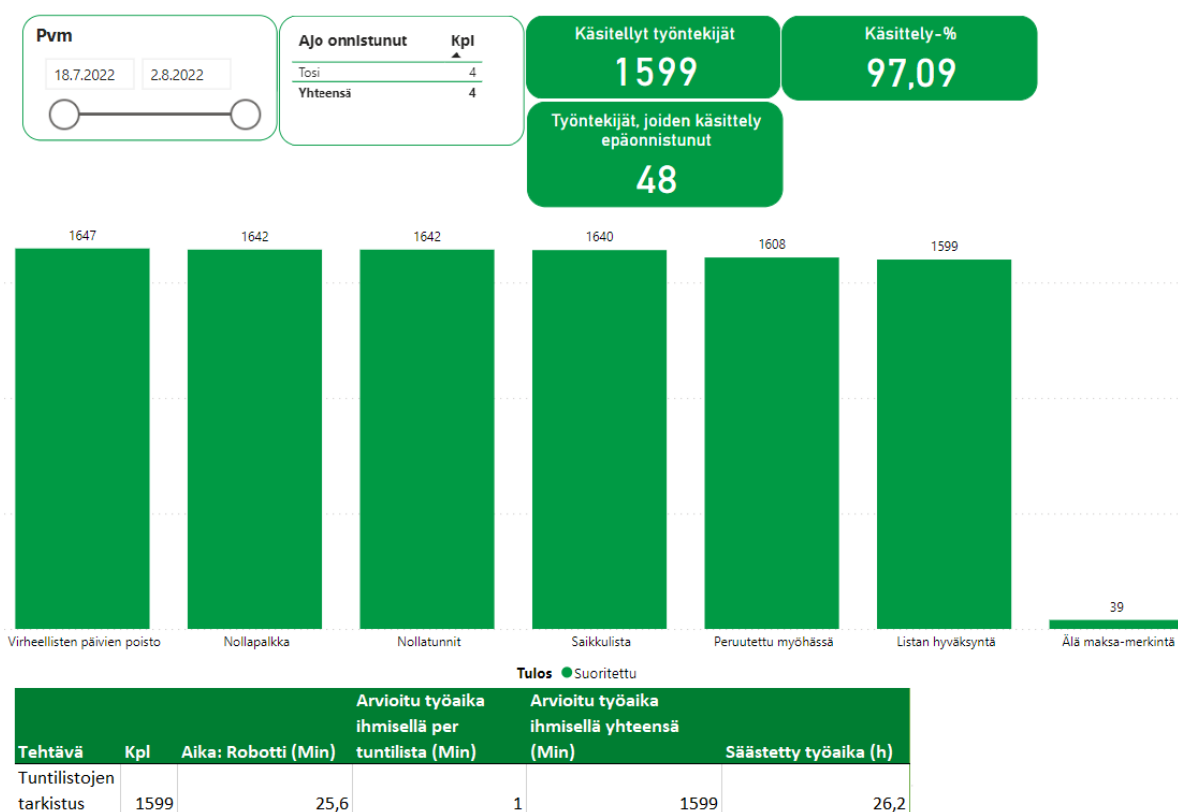 Pvm
18.7.2022 2.8.2022
Ajo onnistunut Kpl
Tosi 4
Yhteensä 4
Käsitellyt työntekijät
1599
Käsittely-%
97,09
Työntekijät, joiden käsittely
epäonnistunut
48
1647 1642 1642 1640 1608 1599 39
Virheellisten päivien poisto Nollapalkka Nollatunnit Saikkulista Peruutettu myöhässä Listan hyväksyntä Älä maksa-merkintä
Tulos Suoritettu
Tehtävä Kpl Aika: Robotti (Min) Arvioitu työaika ihmisellä per tuntilista (Min) Arvioitu työaika ihmisellä yhteensä (Min) Säästetty työaika (h)
Tuntilistojen tarkistus 1599 25,6 1 1599 26,2